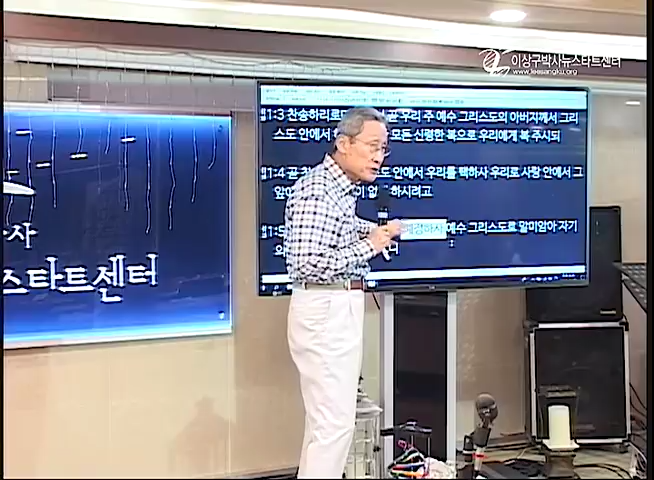 이상구박사뉴스타트센터
www.leesangku.org
1:3 찬송하리로 곧 우리 주 예수 그리스도의 아버지께서 그리
스도 안에서 모든 신령한 복으로 우리에게 복 주시되
1:4 곧 안에서 우리를 택하사 우리로 사랑 안에서 그
앞에 하시려고
예정하사 예수 그리스도로 말미암아 자기
스타트센터